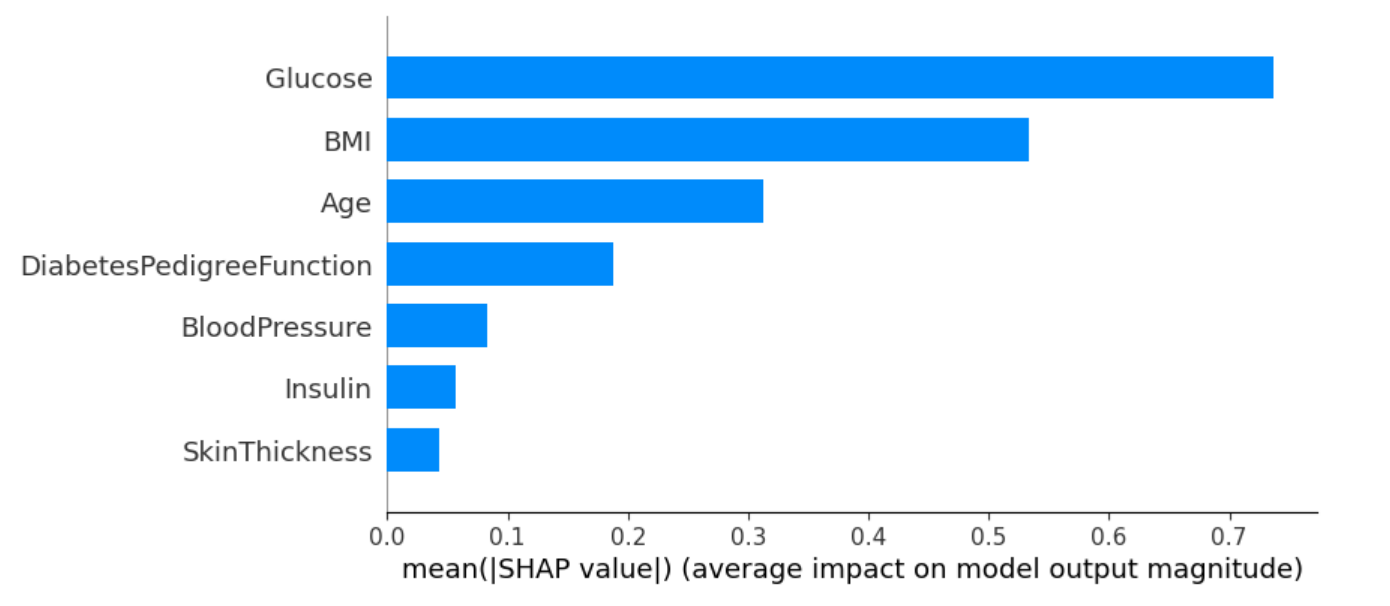 Glucose
BMI
Age
DiabetesPedigreeFunction
BloodPressure
Insulin
SkinThickness
0.0 0.1 0.2 0.3 0.4 0.5 0.6 0.7
mean(|SHAP value|) (average impact on model output magnitude)